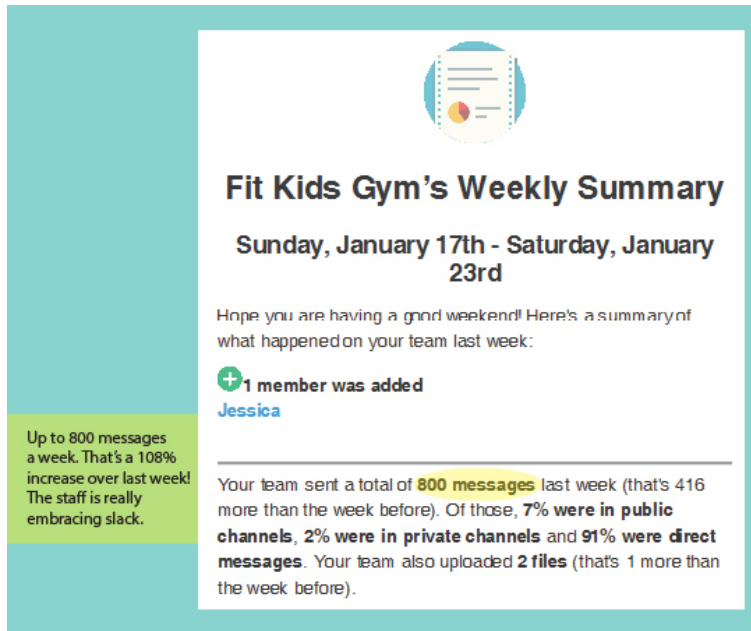 Fit Kids Gym's Weekly Summary
Sunday, January 17th - Saturday, January
23rd
Hope you are having a good weekend! Here's a summary of
what happened on your team last week:
1 member was added
Jessica
Up to 800 messages
a week. That's a 108%
increase over last week!
The staff is really
embracing slack.
Your team sent a total of 800 messages last week (that's 416
more than the week before). Of those, 7% were in public
channels, 2% were in private channels and 91% were direct
messages. Your team also uploaded 2 files (that's 1 more than
the week before).